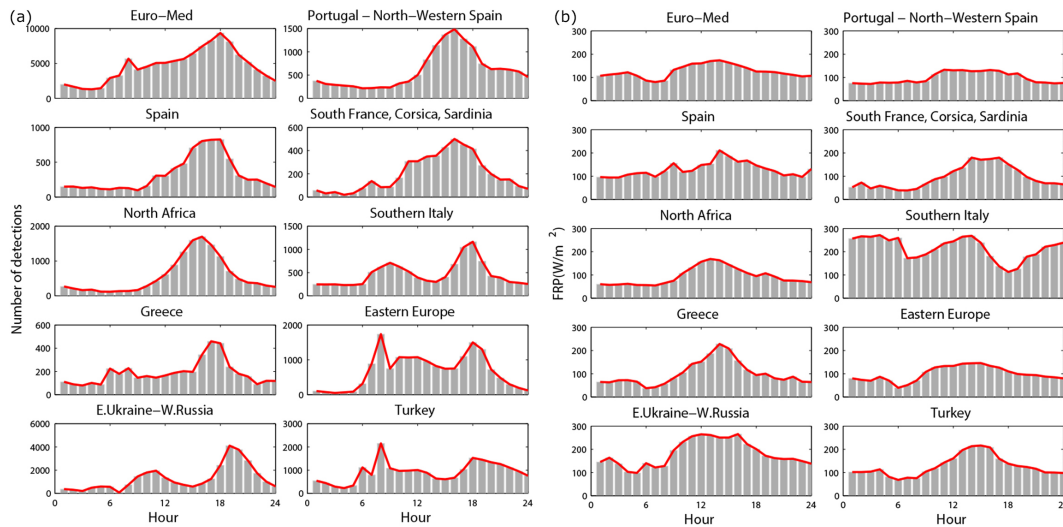 (a)
Euro-Med
Portugal – North-Western Spain
10000
5000
0
1500
1000
500
0
Spain
South France, Corsica, Sardinia
1000
500
0
600
400
200
0
North Africa
Southern Italy
2000
1000
0
1500
1000
500
0
Greece
Eastern Europe
600
400
200
0
2000
1000
0
E.Ukraine–W.Russia
Turkey
6000
4000
2000
0
3000
2000
1000
0
0 6 12 18 24
0 6 12 18 24
Hour
Hour
Number of detections
(b)
Euro-Med
Portugal – North-Western Spain
300
200
100
0
300
200
100
0
Spain
South France, Corsica, Sardinia
300
200
100
0
300
200
100
0
North Africa
Southern Italy
300
200
100
0
300
200
100
0
Greece
Eastern Europe
300
200
100
0
300
200
100
0
E.Ukraine–W.Russia
Turkey
300
200
100
0
300
200
100
0
0 6 12 18 24
0 6 12 18 24
Hour
Hour
FRP(W/m²)